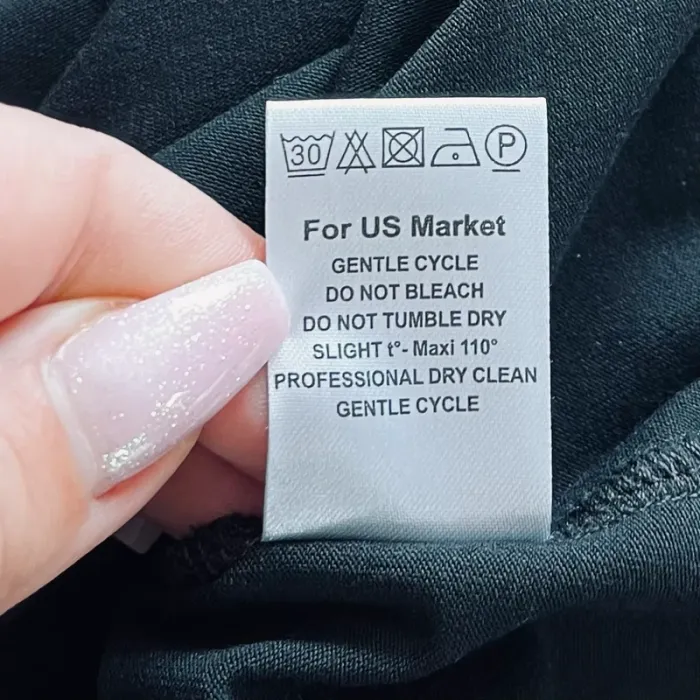 30 P
For US Market
GENTLE CYCLE
DO NOT BLEACH
DO NOT TUMBLE DRY
SLIGHT t°- Maxi 110°
PROFESSIONAL DRY CLEAN
GENTLE CYCLE